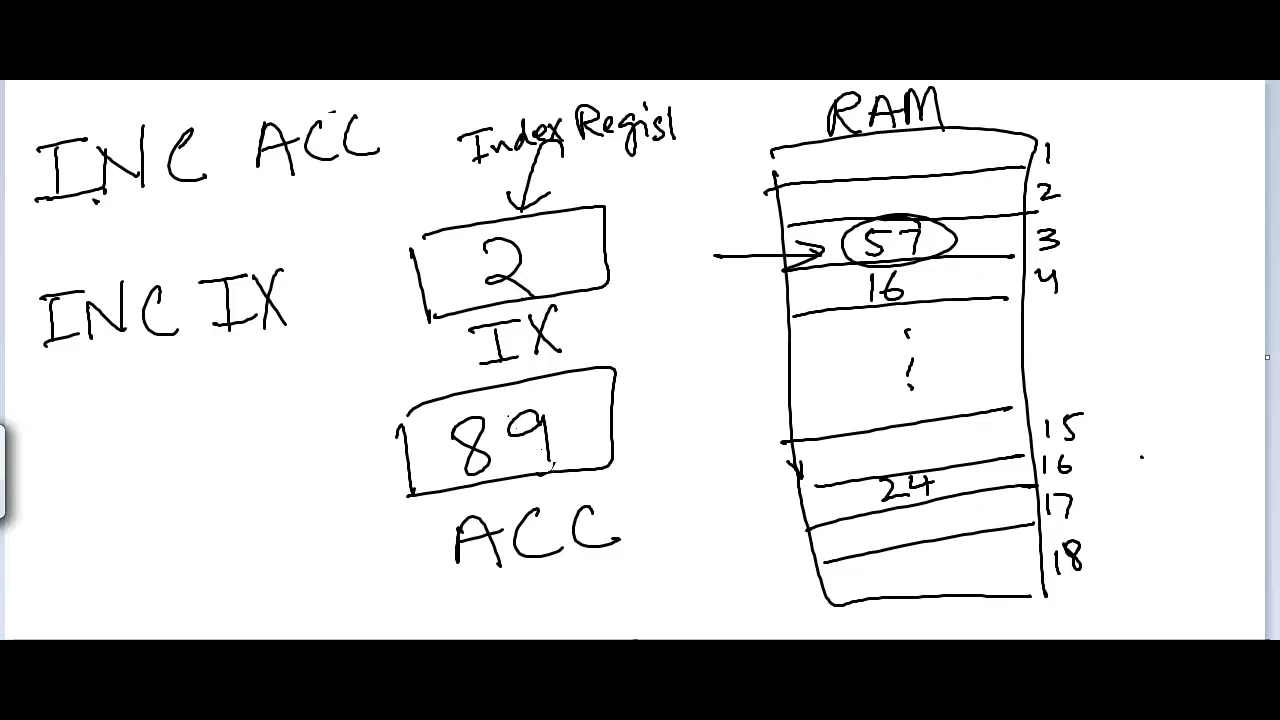 INC ACC
INC IX
Index Regist
2
IX
89
ACC
RAM
1
2
57 3
16 4
15
16
24 17
18